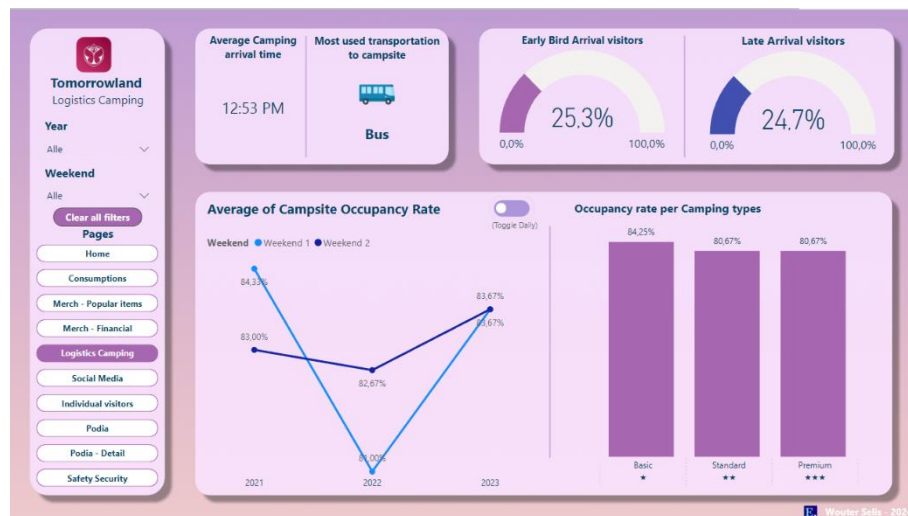 Tomorrowland
Logistics Camping
Year
Alle
Weekend
Alle
Clear all filters
Pages
Home
Consumptions
Merch - Popular items
Merch - Financial
Logistics Camping
Social Media
Individual visitors
Podia
Podia - Detail
Safety Security
Average Camping
arrival time
12:53 PM
Most used transportation
to campsite
Bus
Early Bird Arrival visitors
25,3%
0,0%
100,0%
Late Arrival visitors
24,7%
0,0%
100,0%
Average of Campsite Occupancy Rate
(Toggle Daily)
Weekend Weekend 1 Weekend 2
84,33%
83,00%
82,67%
81,00%
83,67%
83,67%
2021 2022 2023
Occupancy rate per Camping types
84,25% 80,67% 80,67%
Basic Standard Premium
★ ★★ ★★★
E. Wouter Selis - 2024